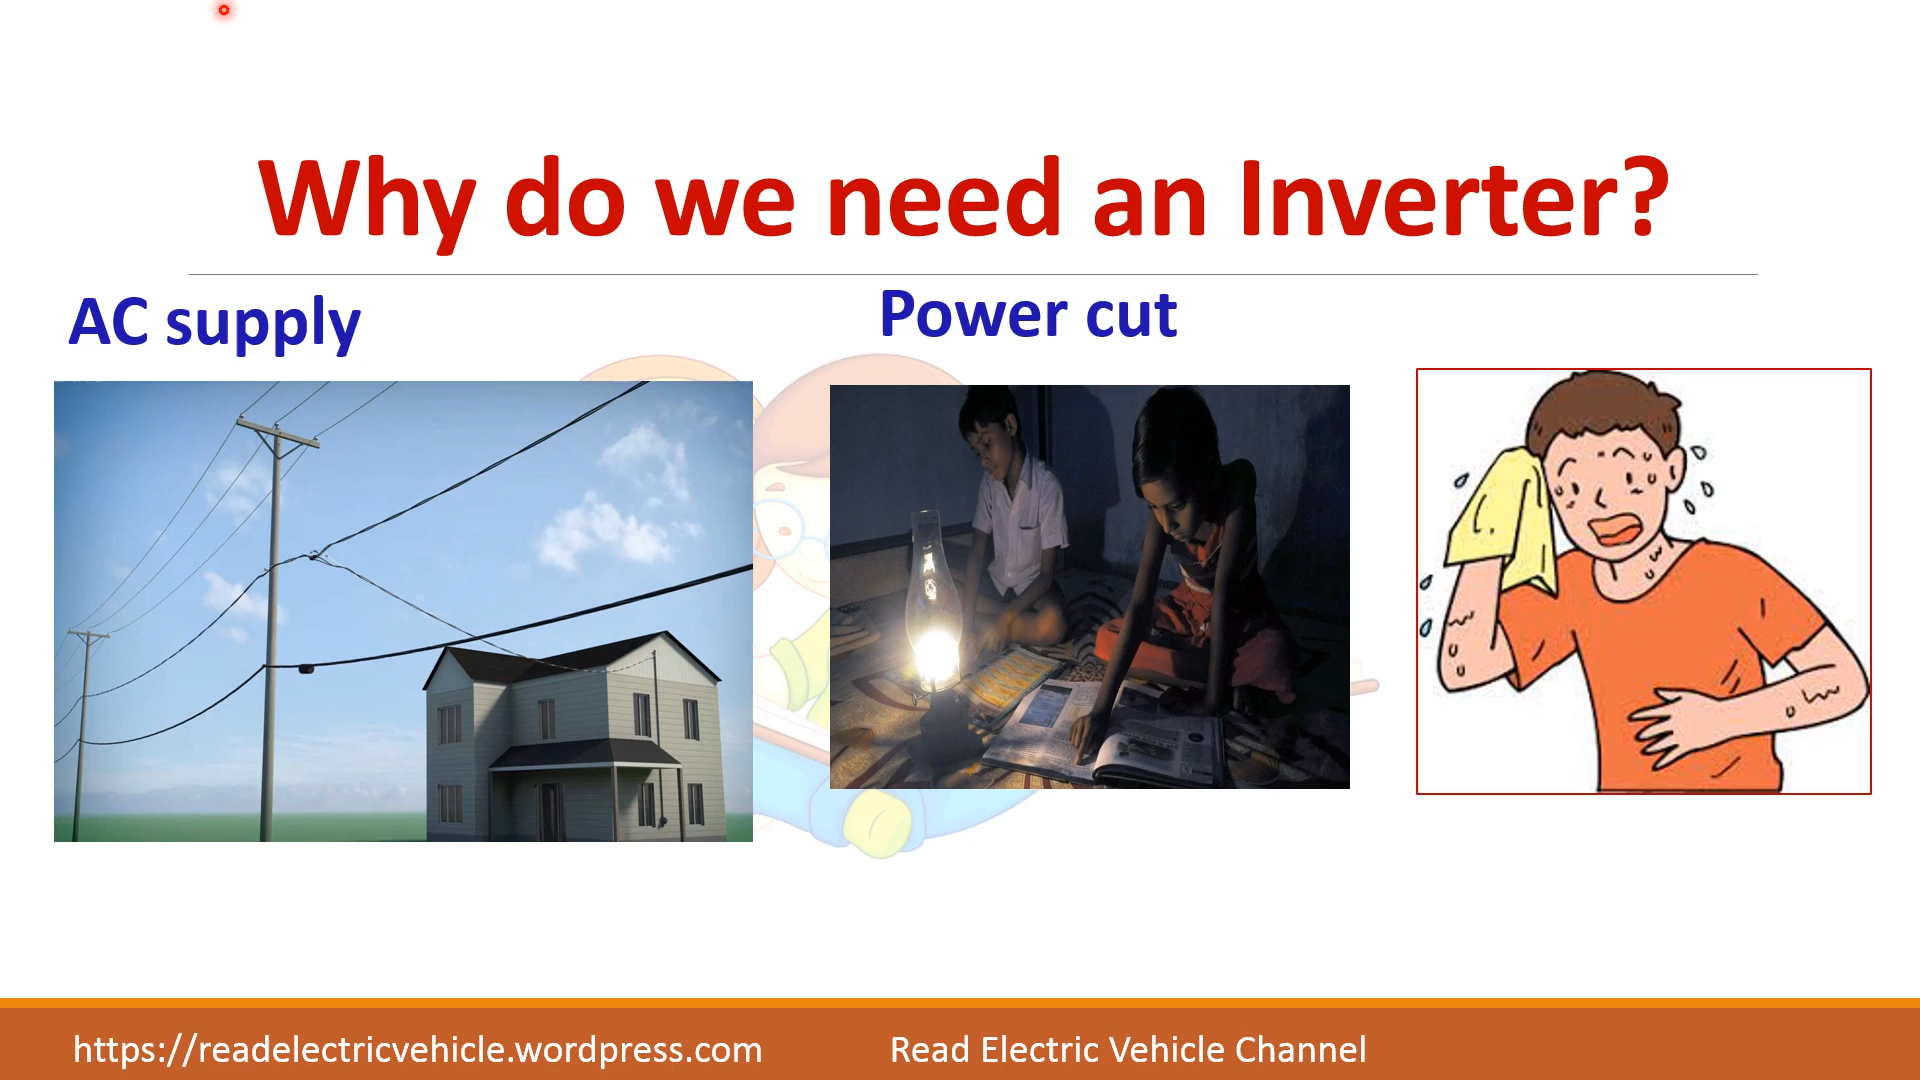 Why do we need an Inverter?
AC supply
Power cut
https://readelectricvehicle.wordpress.com
Read Electric Vehicle Channel